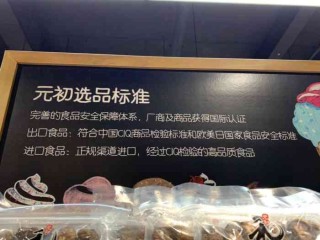 元初选品标准
完善的食品安全保障体系，厂商及商品获得国际认证
出口食品：符合中国CIQ商品检验标准和欧美日国家食品安全标准
进口食品：正规渠道进口，经过CIQ检验的高品质食品